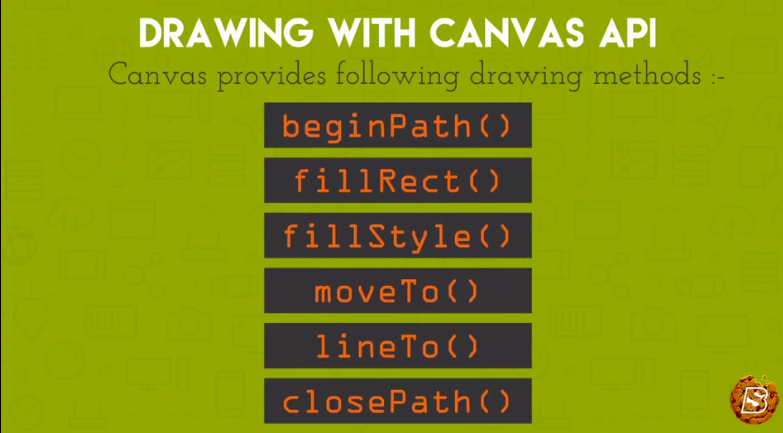 DRAWING WITH CANVAS API
Canvas provides following drawing methods :-
beginPath()
fillRect()
fillStyle()
moveTo()
lineTo()
closePath()
B